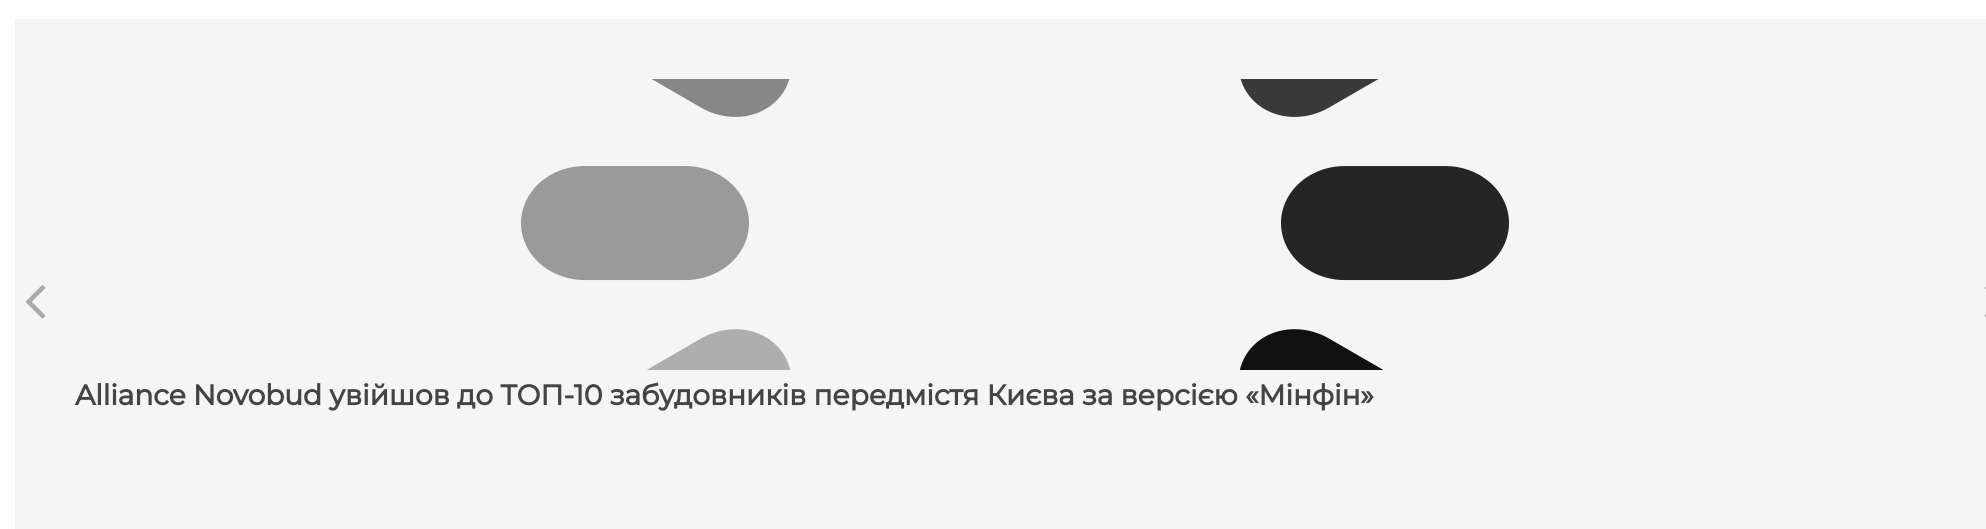 Alliance Novobud увійшов до ТОП-10 забудовників передмістя Києва за версією «Мінфін»